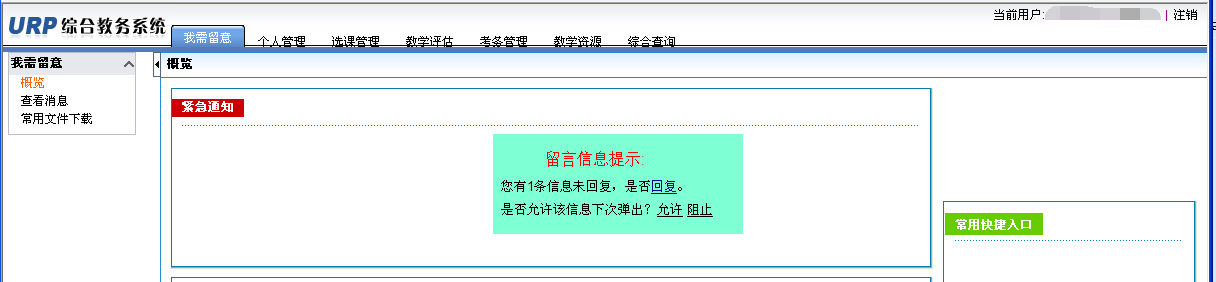 URP 综合教务系统
当前用户: | 注销
我需留意 个人管理 选课管理 教学评估 考务管理 教学资源 综合查询
我需留意
概览
查看消息
常用文件下载
概览
紧急通知
留言信息提示:
您有1条信息未回复，是否回复。
是否允许该信息下次弹出？允许 阻止
常用快捷入口